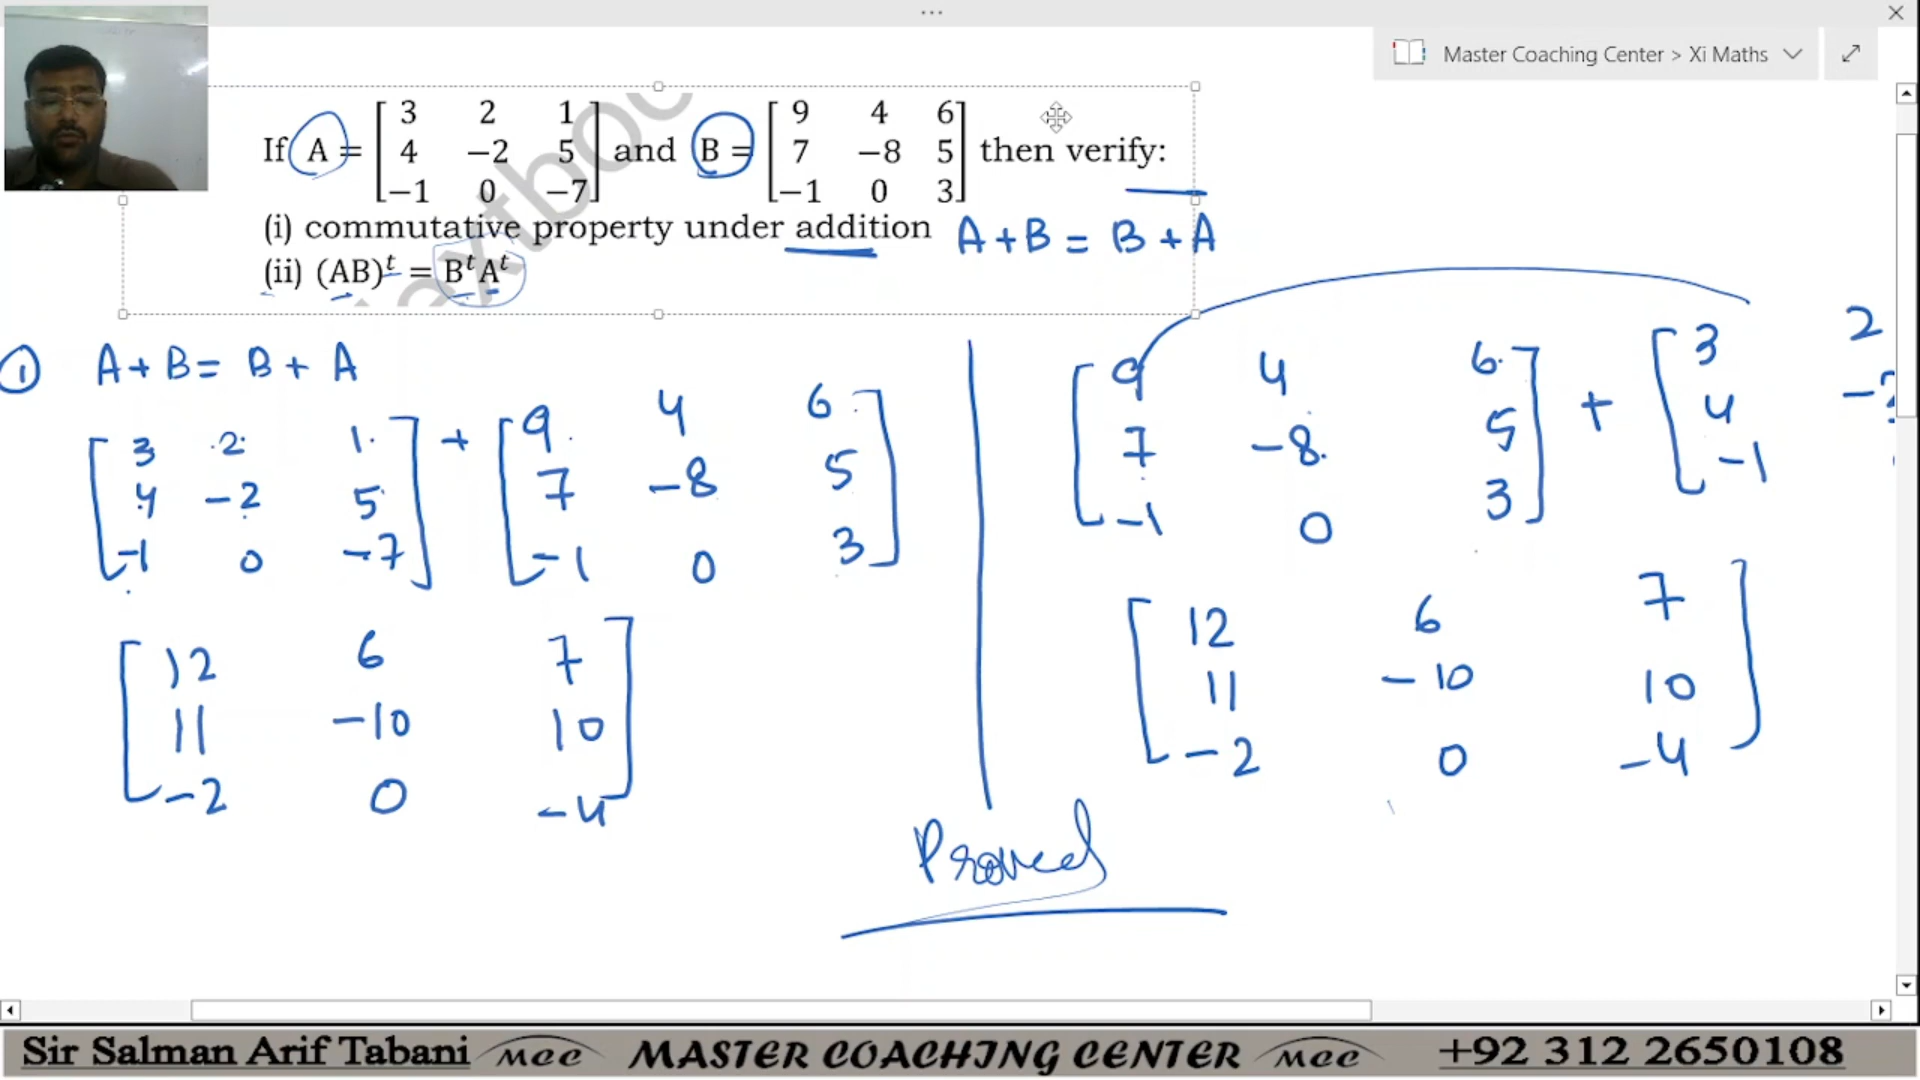 Master Coaching Center > Xi Maths
If A = [3 2 1
4 −2 5
−1 0 −7] and B = [9 4 6
7 −8 5
−1 0 3] then verify:
(i) commutative property under addition A + B = B + A
(ii) (AB)ᵗ = BᵗAᵗ
① A + B = B + A
[3 2 1
4 −2 5
−1 0 −7] + [9 4 6
7 −8 5
−1 0 3]
[12 6 7
11 −10 10
−2 0 −4]
[9 4 6
7 −8 5
−1 0 3] + [3 2
4
−1
[12 6 7
11 −10 10
−2 0 −4]
Proved
Sir Salman Arif Tabani MCC MASTER COACHING CENTER MCC +92 312 2650108